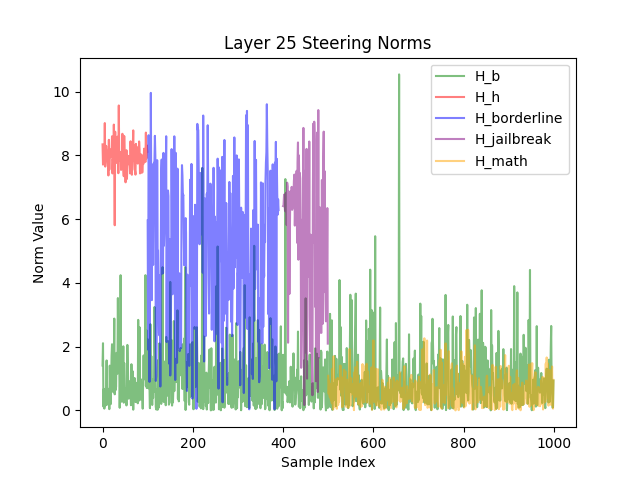 Layer 25 Steering Norms
H_b
H_h
H_borderline
H_jailbreak
H_math
Norm Value
10
8
6
4
2
0
0 200 400 600 800 1000
Sample Index